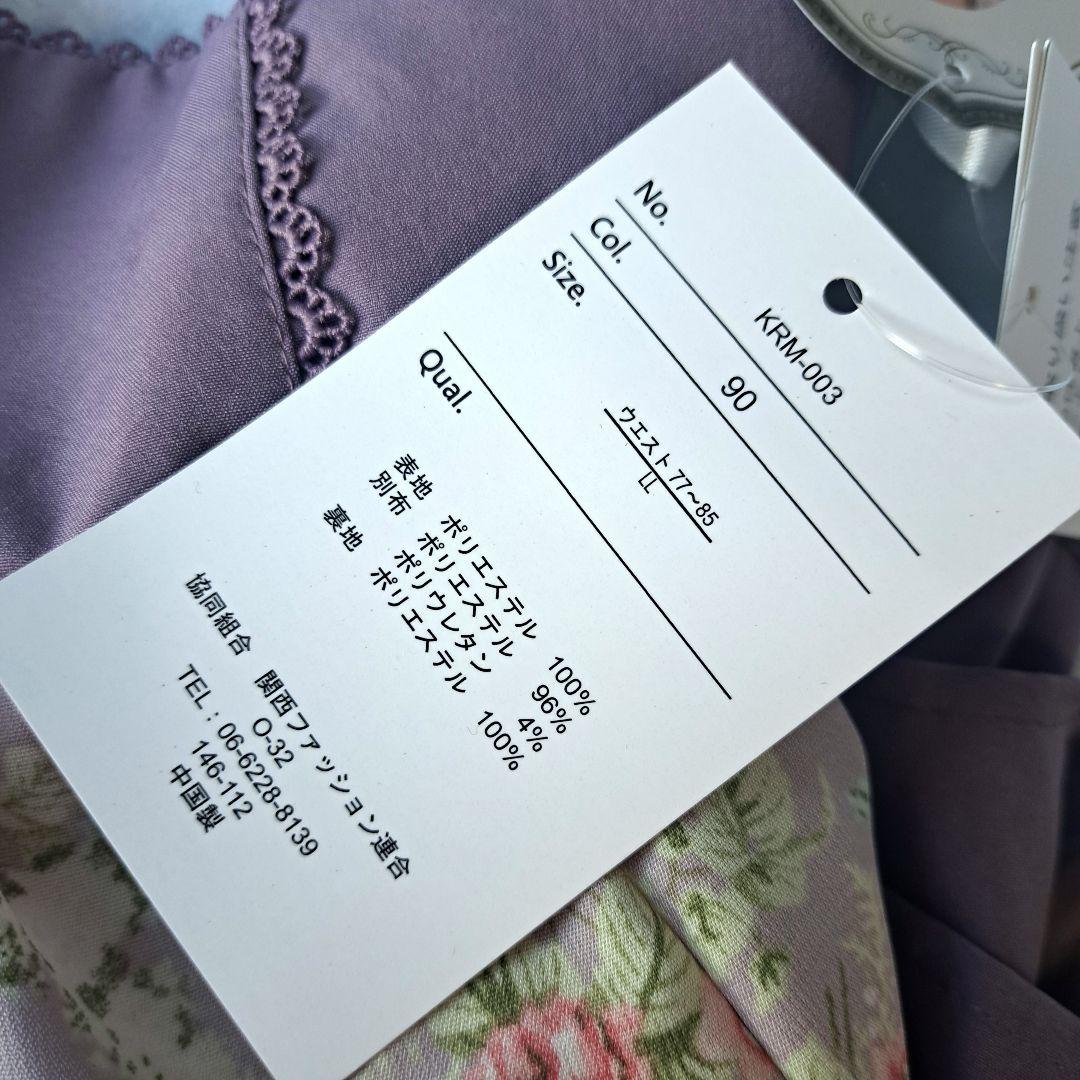 No. KRM-003
Col. 90
Size. ウエスト 77~85
LL
Qual.
表地 ポリエステル 100%
別布 ポリエステル 96%
ポリウレタン 4%
裏地 ポリエステル 100%
協同組合 関西ファッション連合
O-32
TEL : 06-6228-8139
146-112
中国製